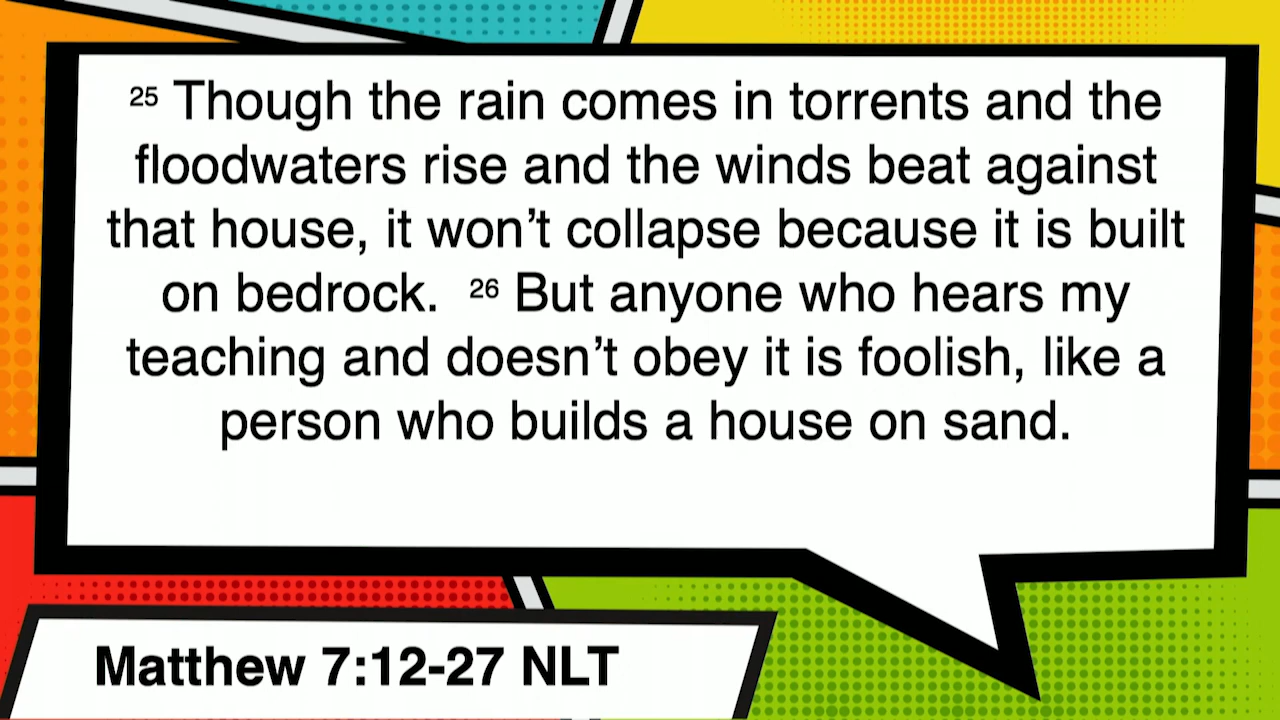 25 Though the rain comes in torrents and the
floodwaters rise and the winds beat against
that house, it won’t collapse because it is built
on bedrock. 26 But anyone who hears my
teaching and doesn’t obey it is foolish, like a
person who builds a house on sand.
Matthew 7:12-27 NLT